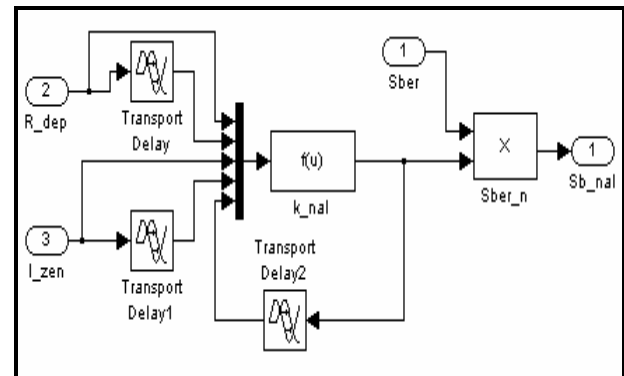 1
Sber
2
R_dep
Transport
Delay
f(u)
k_nal
X
Sber_n
1
Sb_nal
3
I_zen
Transport
Delay1
Transport
Delay2